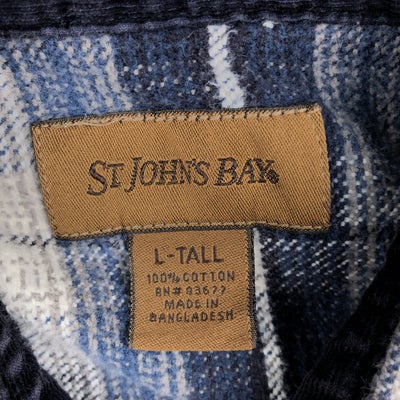 ST JOHN'S BAY®
L-TALL
100% COTTON
RN# 93677
MADE IN
BANGLADESH